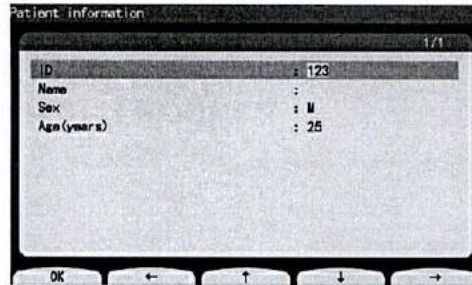 Patient information
1/1
ID : 123
Name :
Sex : M
Age(years) : 25
OK ← ↑ ↓ →